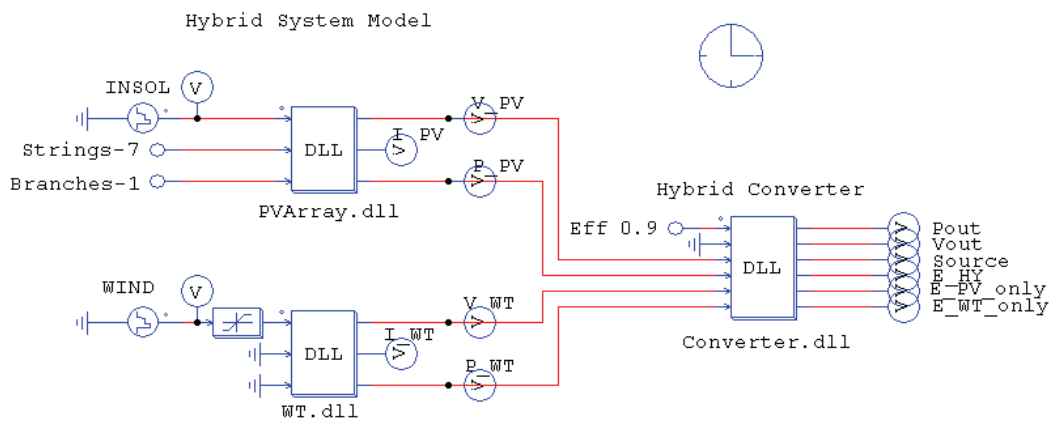 Hybrid System Model
INSOL
V
Strings-7
Branches-1
DLL
PVArray.dll
V_PV
V
I_PV
V
P_PV
V
WIND
V
DLL
WT.dll
V_WT
V
I_WT
V
P_WT
V
Hybrid Converter
Eff 0.9
DLL
Converter.dll
V
Pout
V
Vout
V
Source
V
E_HY
V
E_PV_only
V
E_WT_only